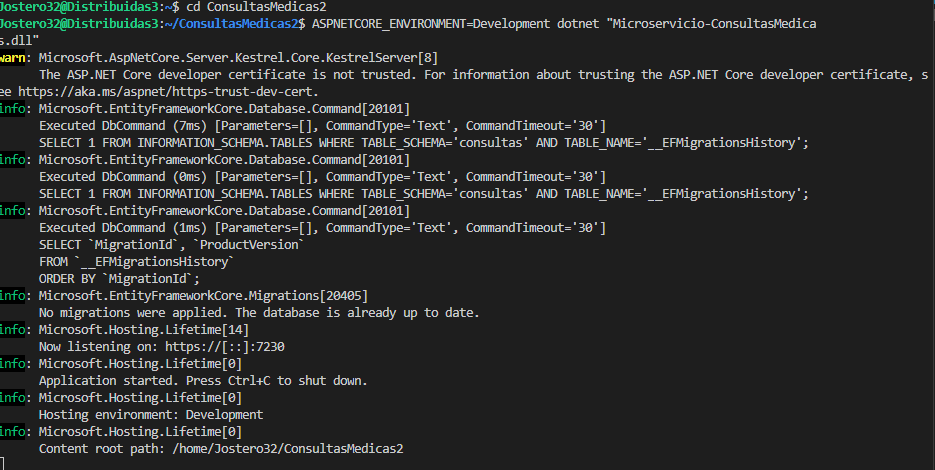 Jostero32@Distribuidas3:~$ cd ConsultasMedicas2
Jostero32@Distribuidas3:~/ConsultasMedicas2$ ASPNETCORE_ENVIRONMENT=Development dotnet "Microservicio-ConsultasMedica
s.dll"
warn: Microsoft.AspNetCore.Server.Kestrel.Core.KestrelServer[8]
The ASP.NET Core developer certificate is not trusted. For information about trusting the ASP.NET Core developer certificate, s
ee https://aka.ms/aspnet/https-trust-dev-cert.
info: Microsoft.EntityFrameworkCore.Database.Command[20101]
Executed DbCommand (7ms) [Parameters=[], CommandType='Text', CommandTimeout='30']
SELECT 1 FROM INFORMATION_SCHEMA.TABLES WHERE TABLE_SCHEMA='consultas' AND TABLE_NAME='__EFMigrationsHistory';
info: Microsoft.EntityFrameworkCore.Database.Command[20101]
Executed DbCommand (0ms) [Parameters=[], CommandType='Text', CommandTimeout='30']
SELECT 1 FROM INFORMATION_SCHEMA.TABLES WHERE TABLE_SCHEMA='consultas' AND TABLE_NAME='__EFMigrationsHistory';
info: Microsoft.EntityFrameworkCore.Database.Command[20101]
Executed DbCommand (1ms) [Parameters=[], CommandType='Text', CommandTimeout='30']
SELECT `MigrationId`, `ProductVersion`
FROM `__EFMigrationsHistory`
ORDER BY `MigrationId`;
info: Microsoft.EntityFrameworkCore.Migrations[20405]
No migrations were applied. The database is already up to date.
info: Microsoft.Hosting.Lifetime[14]
Now listening on: https://[::]:7230
info: Microsoft.Hosting.Lifetime[0]
Application started. Press Ctrl+C to shut down.
info: Microsoft.Hosting.Lifetime[0]
Hosting environment: Development
info: Microsoft.Hosting.Lifetime[0]
Content root path: /home/Jostero32/ConsultasMedicas2